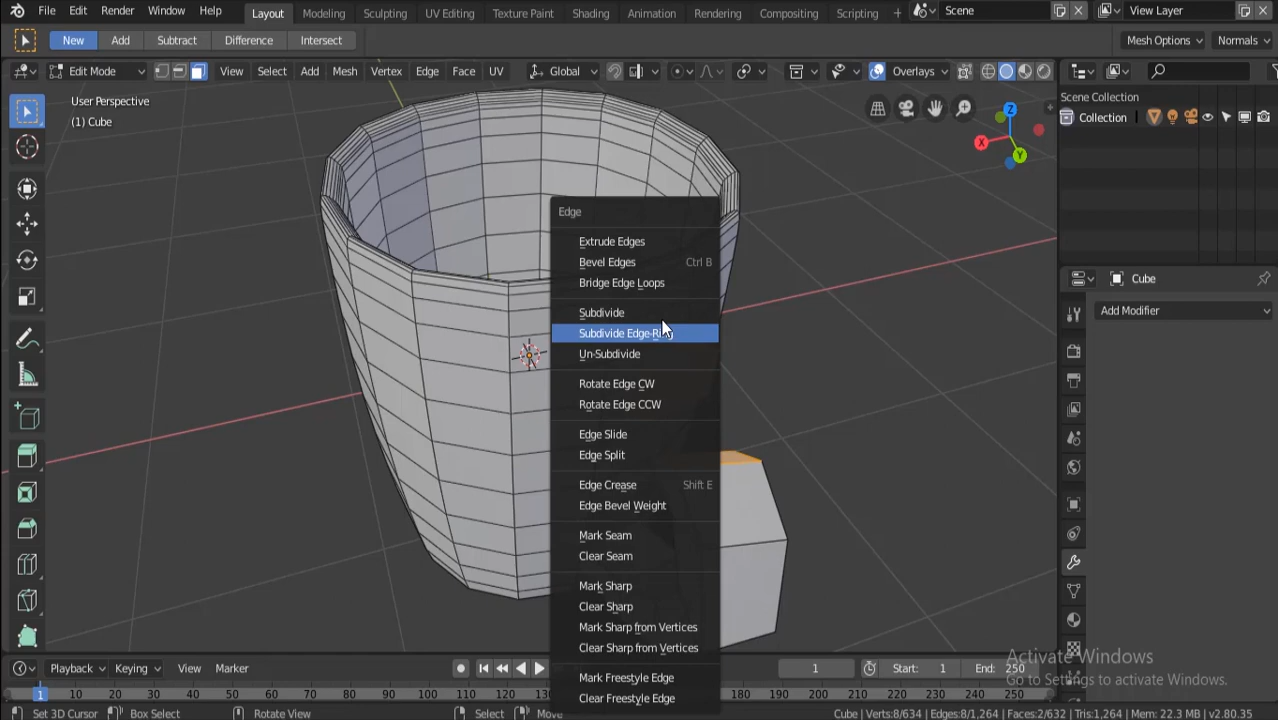 File Edit Render Window Help Layout Modeling Sculpting UV Editing Texture Paint Shading Animation Rendering Compositing Scripting + Scene View Layer
New Add Subtract Difference Intersect Mesh Options Normals
Edit Mode View Select Add Mesh Vertex Edge Face UV Global Overlays
User Perspective
(1) Cube
Scene Collection
Collection
Z
X
Y
Cube
Add Modifier
Edge
Extrude Edges
Bevel Edges Ctrl B
Bridge Edge Loops
Subdivide
Subdivide Edge-Ring
Un-Subdivide
Rotate Edge CW
Rotate Edge CCW
Edge Slide
Edge Split
Edge Crease Shift E
Edge Bevel Weight
Mark Seam
Clear Seam
Mark Sharp
Clear Sharp
Mark Sharp from Vertices
Clear Sharp from Vertices
Mark Freestyle Edge
Clear Freestyle Edge
Activate Windows
Go to Settings to activate Windows.
Playback Keying View Marker 1 Start: 1 End: 250
1 10 20 30 40 50 60 70 80 90 100 110 120 180 190 200 210 220 230 240 250
Set 3D Cursor Box Select Rotate View Select Move Cube | Verts:8/634 | Edges:8/1,264 | Faces:2/632 | Tris:1,264 | Mem: 22.3 MB | v2.80.35